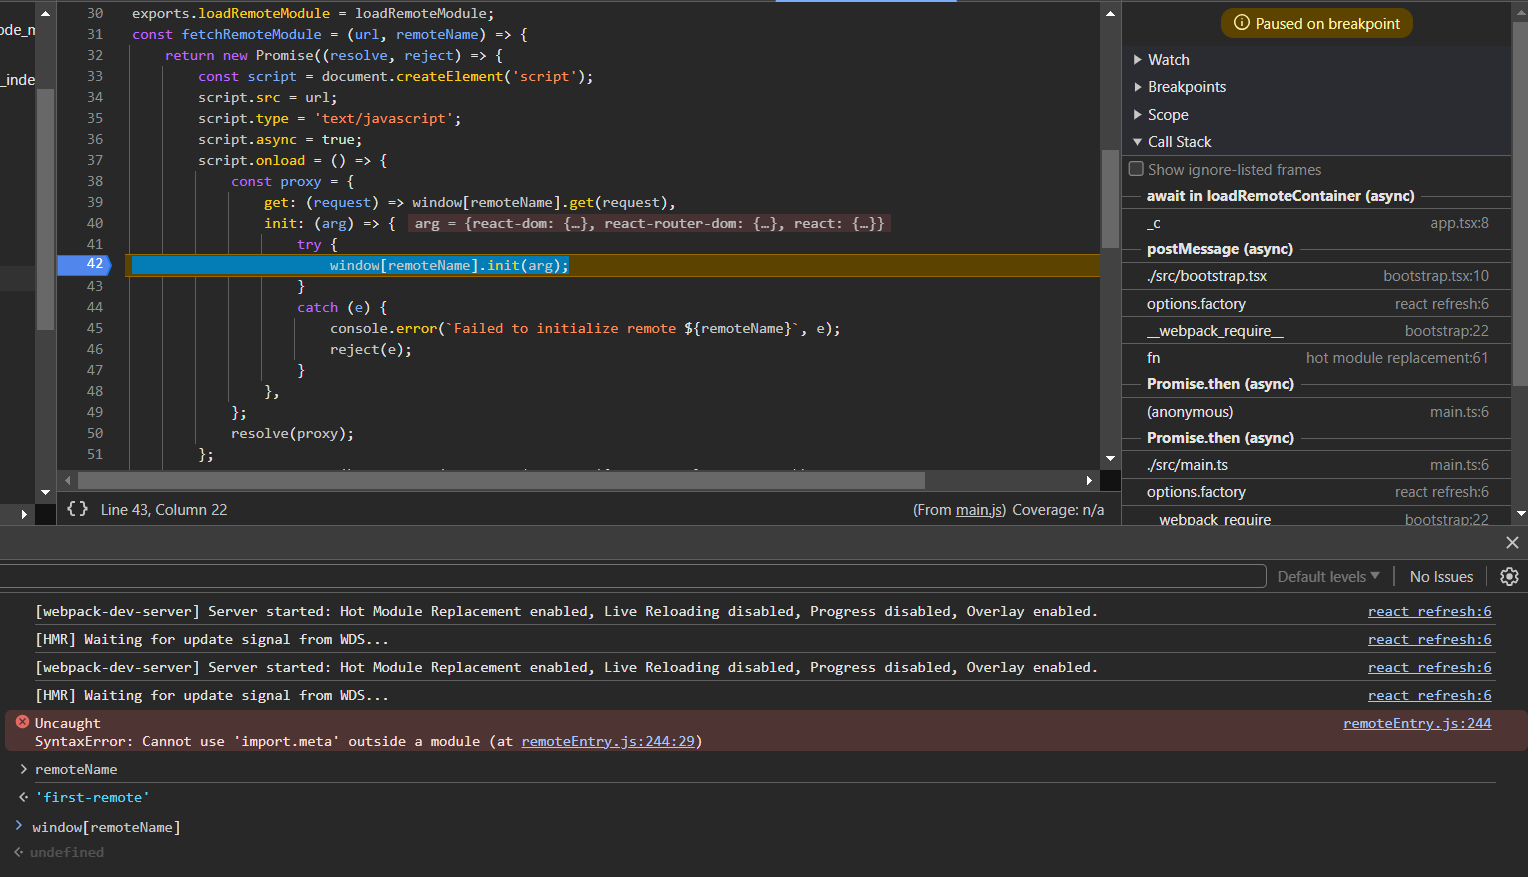 ode_m
_inde
30 exports.loadRemoteModule = loadRemoteModule;
31 const fetchRemoteModule = (url, remoteName) => {
32 return new Promise((resolve, reject) => {
33 const script = document.createElement('script');
34 script.src = url;
35 script.type = 'text/javascript';
36 script.async = true;
37 script.onload = () => {
38 const proxy = {
39 get: (request) => window[remoteName].get(request),
40 init: (arg) => { arg = {react-dom: {…}, react-router-dom: {…}, react: {…}}
41 try {
42 window[remoteName].init(arg);
43 }
44 catch (e) {
45 console.error(`Failed to initialize remote ${remoteName}`, e);
46 reject(e);
47 }
48 },
49 };
50 resolve(proxy);
51 };
{} Line 43, Column 22 (From main.js) Coverage: n/a
Paused on breakpoint
Watch
Breakpoints
Scope
Call Stack
Show ignore-listed frames
await in loadRemoteContainer (async)
_c app.tsx:8
postMessage (async)
./src/bootstrap.tsx bootstrap.tsx:10
options.factory react refresh:6
__webpack_require__ bootstrap:22
fn hot module replacement:61
Promise.then (async)
(anonymous) main.ts:6
Promise.then (async)
./src/main.ts main.ts:6
options.factory react refresh:6
__webpack_require__ bootstrap:22
Default levels No Issues
[webpack-dev-server] Server started: Hot Module Replacement enabled, Live Reloading disabled, Progress disabled, Overlay enabled. react refresh:6
[HMR] Waiting for update signal from WDS... react refresh:6
[webpack-dev-server] Server started: Hot Module Replacement enabled, Live Reloading disabled, Progress disabled, Overlay enabled. react refresh:6
[HMR] Waiting for update signal from WDS... react refresh:6
Uncaught remoteEntry.js:244
SyntaxError: Cannot use 'import.meta' outside a module (at remoteEntry.js:244:29)
remoteName
'first-remote'
window[remoteName]
undefined